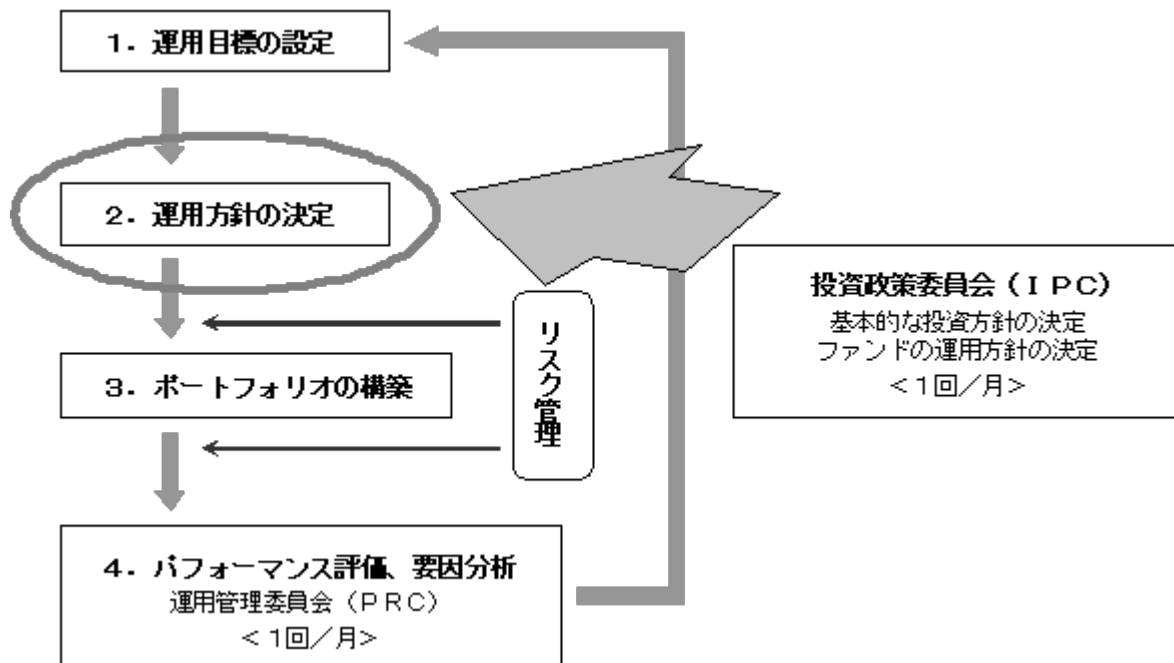 １．運用目標の設定
２．運用方針の決定
投資政策委員会（ＩＰＣ）
基本的な投資方針の決定
ファンドの運用方針の決定
＜１回／月＞
リスク管理
３．ポートフォリオの構築
４．パフォーマンス評価、要因分析
運用管理委員会（ＰＲＣ）
＜１回／月＞